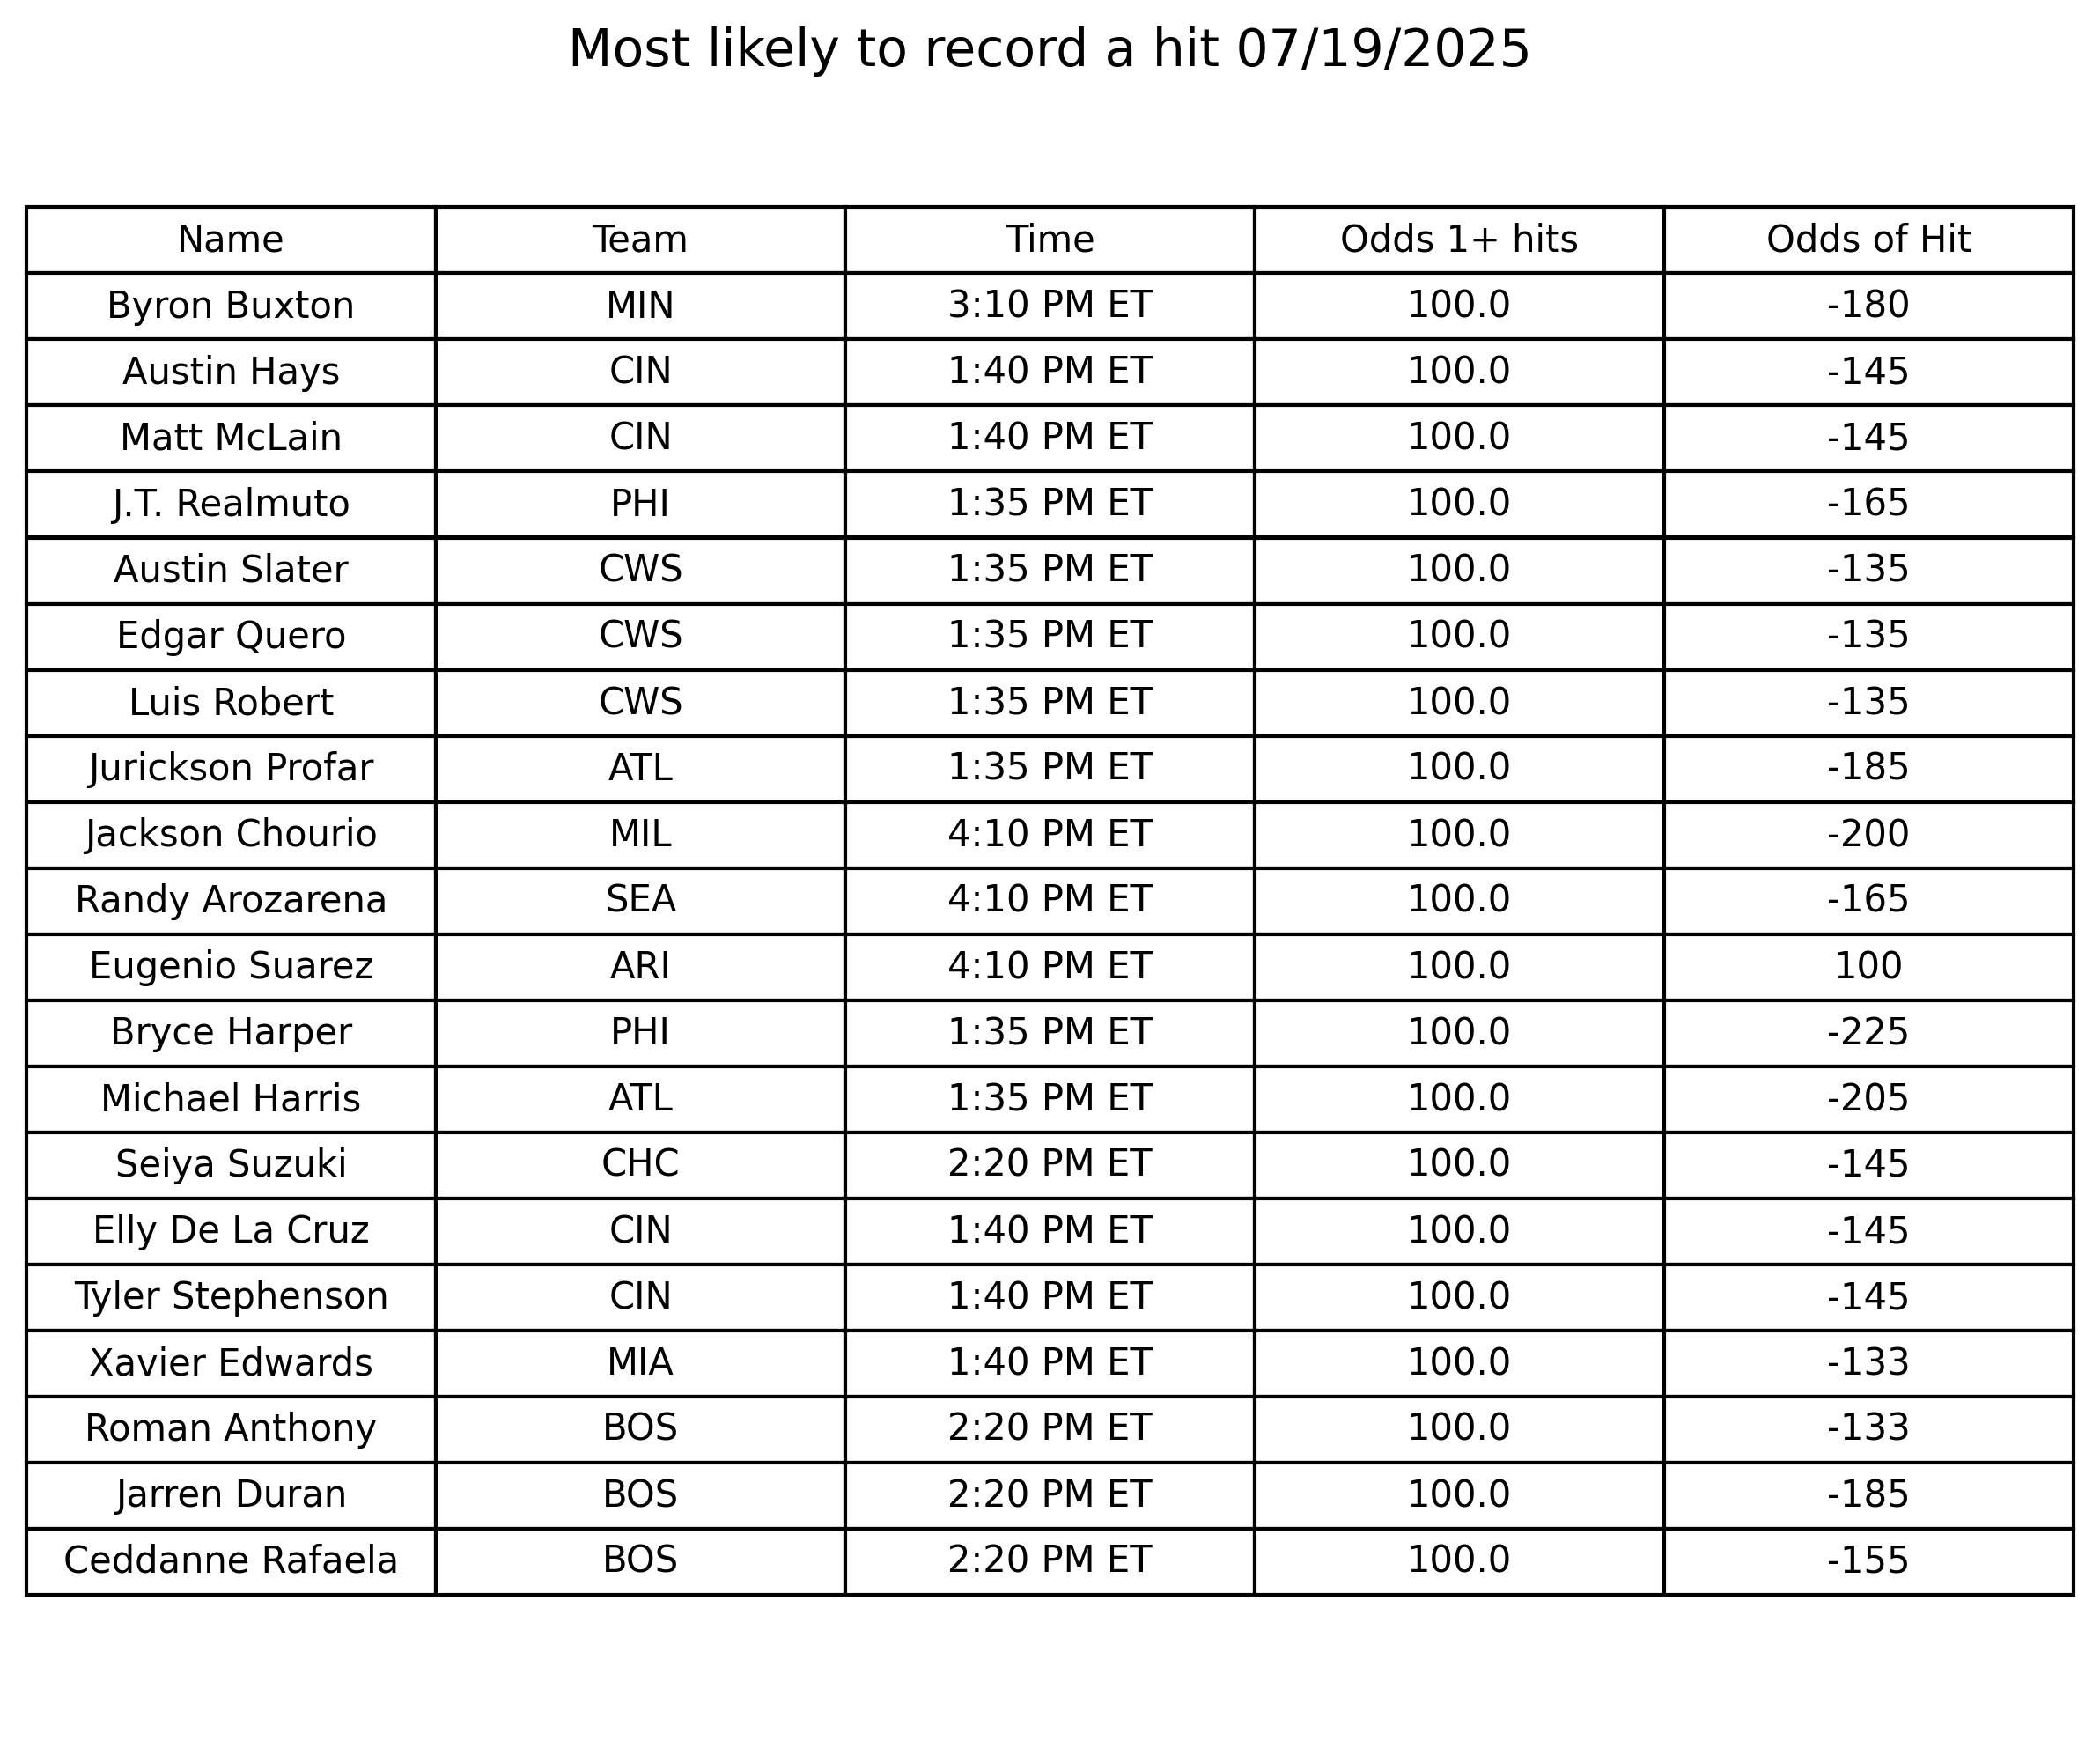 Most likely to record a hit 07/19/2025
Name Team Time Odds 1+ hits Odds of Hit
Byron Buxton MIN 3:10 PM ET 100.0 -180
Austin Hays CIN 1:40 PM ET 100.0 -145
Matt McLain CIN 1:40 PM ET 100.0 -145
J.T. Realmuto PHI 1:35 PM ET 100.0 -165
Austin Slater CWS 1:35 PM ET 100.0 -135
Edgar Quero CWS 1:35 PM ET 100.0 -135
Luis Robert CWS 1:35 PM ET 100.0 -135
Jurickson Profar ATL 1:35 PM ET 100.0 -185
Jackson Chourio MIL 4:10 PM ET 100.0 -200
Randy Arozarena SEA 4:10 PM ET 100.0 -165
Eugenio Suarez ARI 4:10 PM ET 100.0 100
Bryce Harper PHI 1:35 PM ET 100.0 -225
Michael Harris ATL 1:35 PM ET 100.0 -205
Seiya Suzuki CHC 2:20 PM ET 100.0 -145
Elly De La Cruz CIN 1:40 PM ET 100.0 -145
Tyler Stephenson CIN 1:40 PM ET 100.0 -145
Xavier Edwards MIA 1:40 PM ET 100.0 -133
Roman Anthony BOS 2:20 PM ET 100.0 -133
Jarren Duran BOS 2:20 PM ET 100.0 -185
Ceddanne Rafaela BOS 2:20 PM ET 100.0 -155